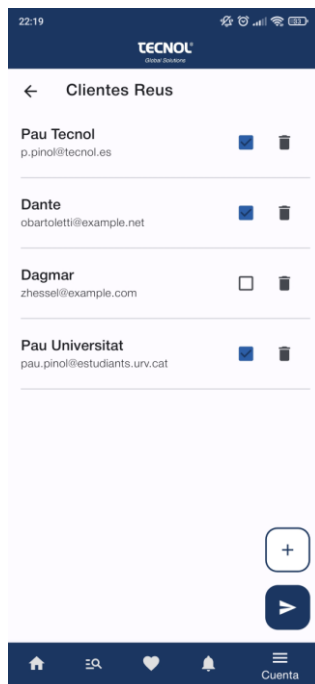 22:19
TECNOL
Global Solutions
Clientes Reus
Pau Tecnol
p.pinol@tecnol.es
Dante
obartoletti@example.net
Dagmar
zhessel@example.com
Pau Universitat
pau.pinol@estudiants.urv.cat
Cuenta